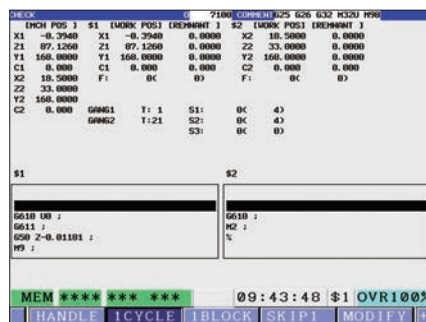 CHECK 0 7100 COMMENT G25 G26 G32 M32U M90
[MCH POS ] $1 [WORK POS] [REMNANT ] $2 [WORK POS] [REMNANT ]
X1 -0.3940 X1 -0.3940 0.0000 X2 18.5000 0.0000
Z1 87.1260 Z1 87.1260 0.0000 Z2 33.0000 0.0000
Y1 160.0000 Y1 160.0000 0.0000 Y2 160.0000 0.0000
C1 0.000 C1 0.000 0.000 C2 0.000 0.000
X2 18.5000 F: 0( 0) F: 0( 0)
Z2 33.0000
Y2 160.0000
C2 0.000 GANG1 T: 1 S1: 0( 4)
GANG2 T:21 S2: 0( 4)
S3: 0( 0)
$1 $2
G610 U0 ; G610 ;
G611 ; M2 ;
G50 Z-0.01181 ; %
M9 ;
MEM **** *** *** 09:43:48 $1 OVR100%
HANDLE 1CYCLE 1BLOCK SKIP1 MODIFY +